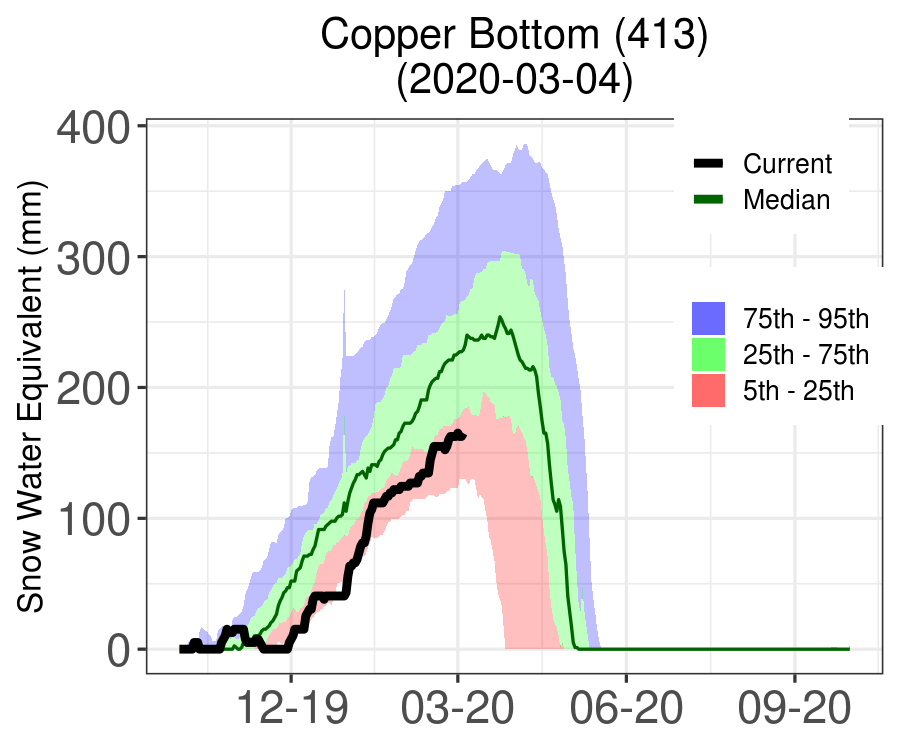 Copper Bottom (413)
(2020-03-04)
Snow Water Equivalent (mm)
400
300
200
100
0
12-19
03-20
06-20
09-20
Current
Median
75th - 95th
25th - 75th
5th - 25th